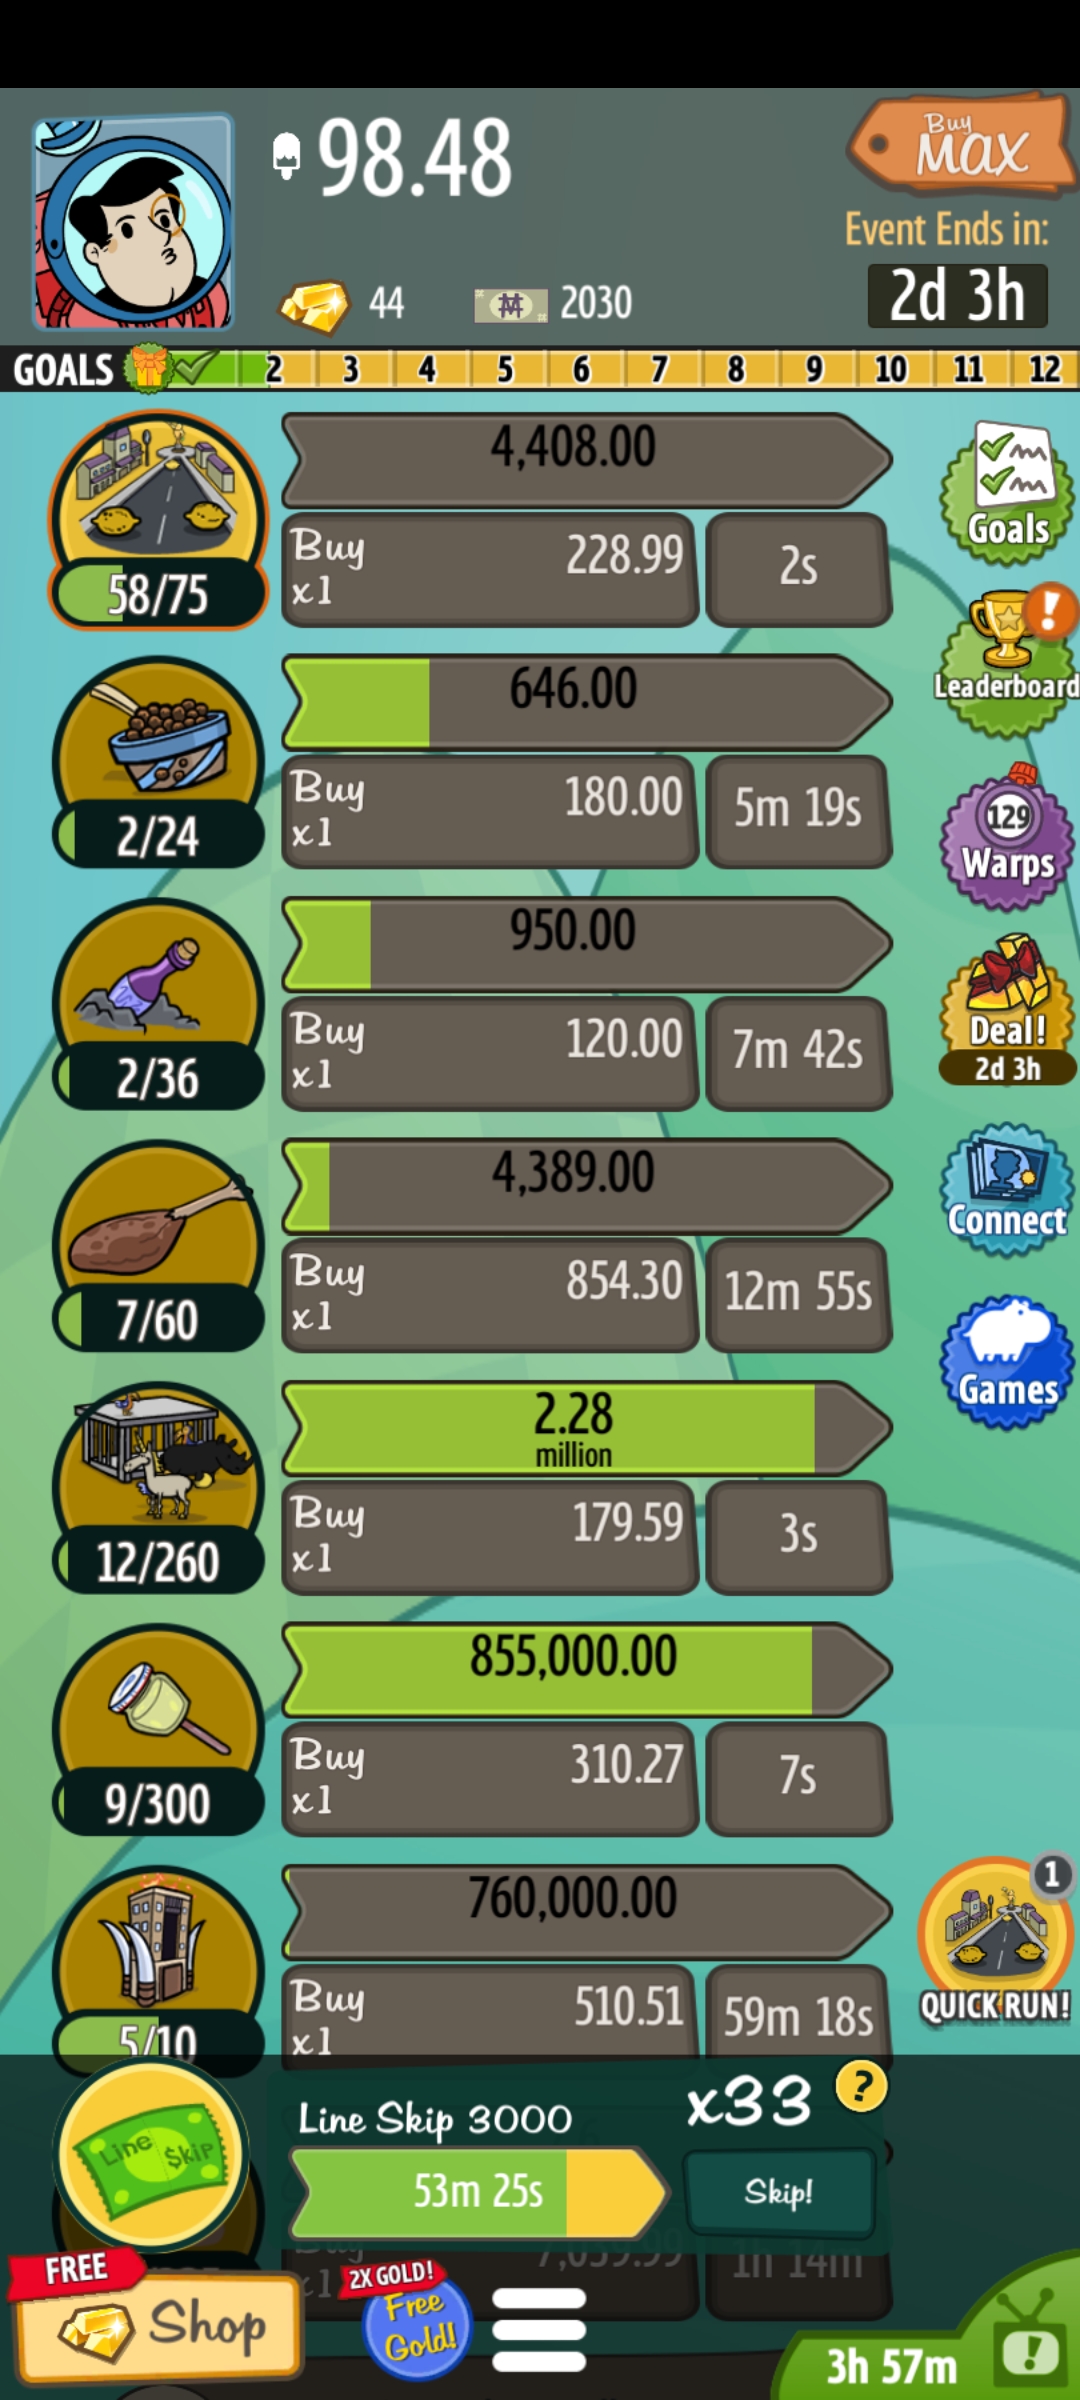 98.48
Buy
MAX
Event Ends in:
44
2030
2d 3h
GOALS 2 3 4 5 6 7 8 9 10 11 12
4,408.00
58/75
Buy
x1
228.99
2s
Goals
646.00
2/24
Buy
x1
180.00
5m 19s
!
Leaderboard
950.00
2/36
Buy
x1
120.00
7m 42s
129
Warps
Deal!
2d 3h
4,389.00
7/60
Buy
x1
854.30
12m 55s
Connect
2.28
million
12/260
Buy
x1
179.59
3s
Games
855,000.00
9/300
Buy
x1
310.27
7s
760,000.00
5/10
Buy
x1
510.51
59m 18s
1
QUICK RUN!
Line Skip
Line Skip 3000
x33
?
53m 25s
Skip!
Buy
x1
7,039.99
1h 14m
FREE
Shop
2X GOLD!
Free
Gold!
3h 57m
!